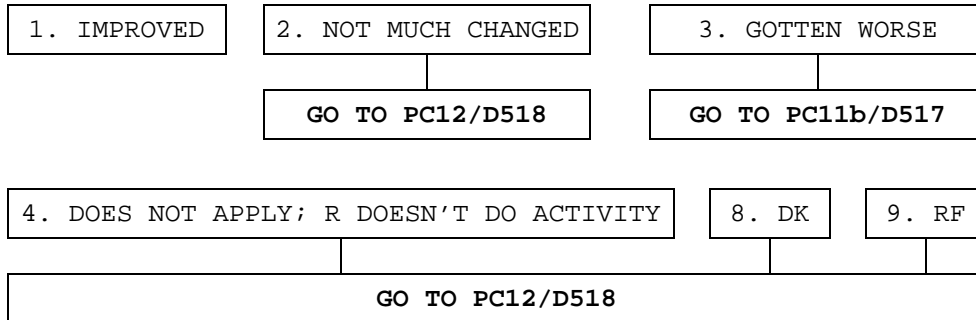 1. IMPROVED 2. NOT MUCH CHANGED 3. GOTTEN WORSE
GO TO PC12/D518 GO TO PC11b/D517
4. DOES NOT APPLY; R DOESN'T DO ACTIVITY 8. DK 9. RF
GO TO PC12/D518